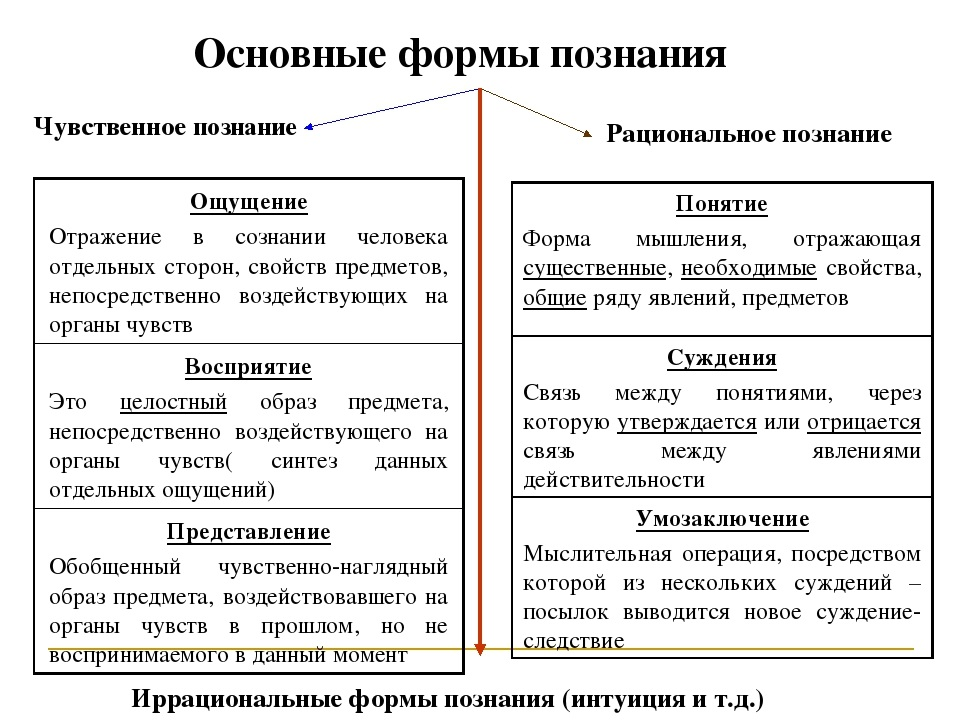 Основные формы познания
Чувственное познание
Рациональное познание
Ощущение
Отражение в сознании человека
отдельных сторон, свойств предметов,
непосредственно воздействующих на
органы чувств
Восприятие
Это целостный образ предмета,
непосредственно воздействующего на
органы чувств( синтез данных
отдельных ощущений)
Представление
Обобщенный чувственно-наглядный
образ предмета, воздействовавшего на
органы чувств в прошлом, но не
воспринимаемого в данный момент
Понятие
Форма мышления, отражающая
существенные, необходимые свойства,
общие ряду явлений, предметов
Суждения
Связь между понятиями, через
которую утверждается или отрицается
связь между явлениями
действительности
Умозаключение
Мыслительная операция, посредством
которой из нескольких суждений –
посылок выводится новое суждение-
следствие
Иррациональные формы познания (интуиция и т.д.)